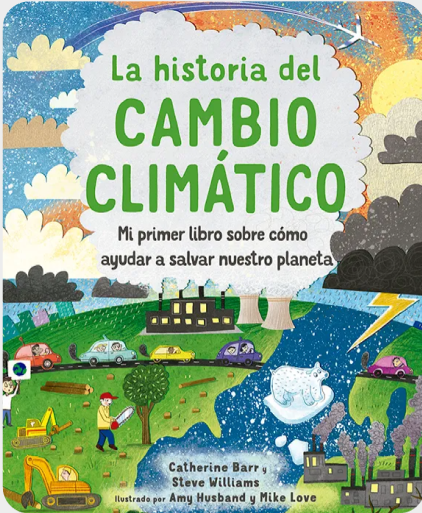 La historia del
CAMBIO
CLIMÁTICO
Mi primer libro sobre cómo
ayudar a salvar nuestro planeta
Catherine Barr y
Steve Williams
Ilustrado por Amy Husband y Mike Love